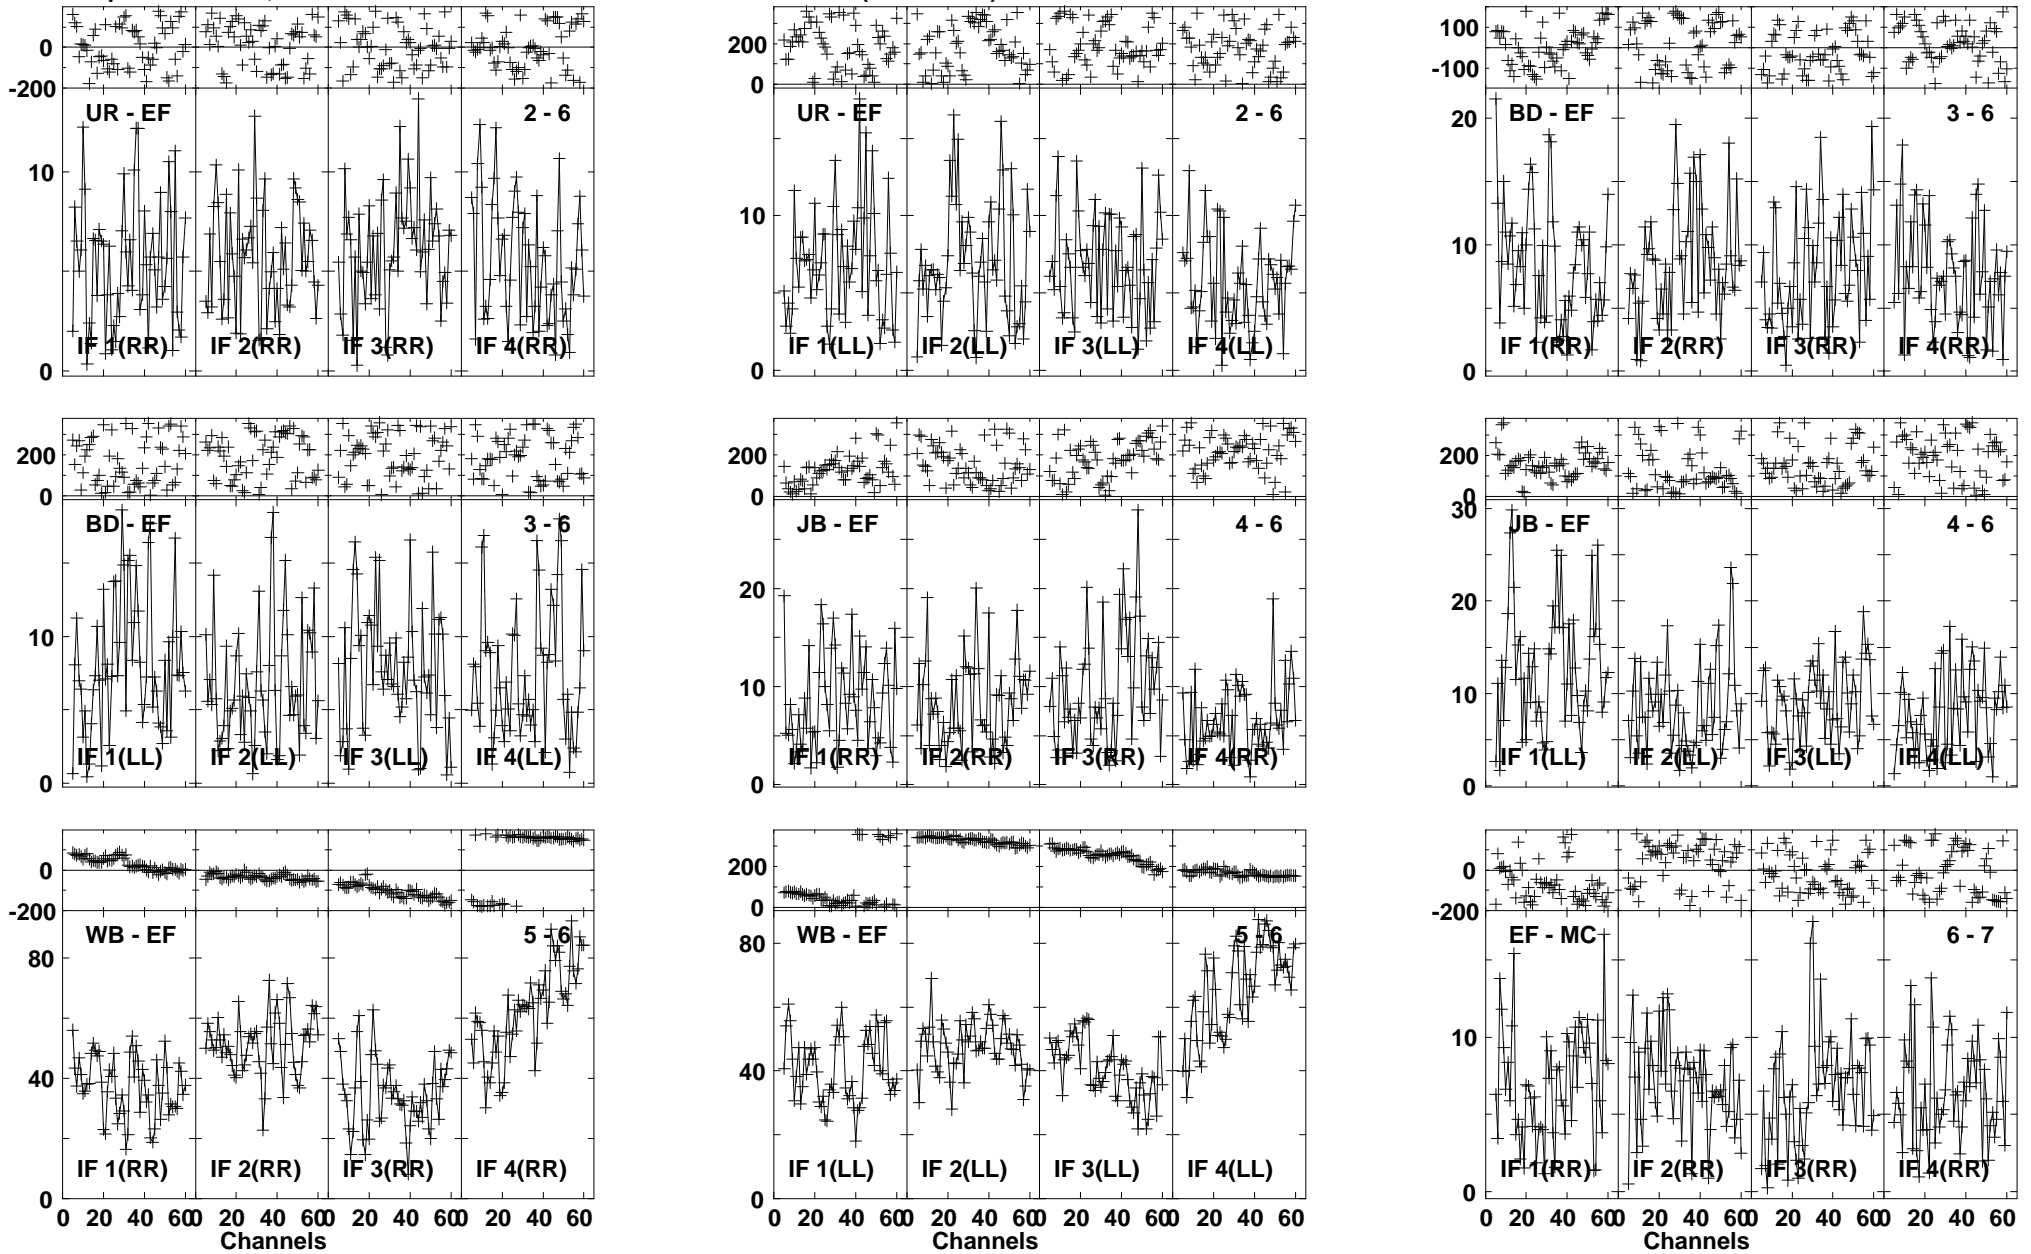 0
-200
UR - EF 2 - 6
10
0
IF 1(RR) IF 2(RR) IF 3(RR) IF 4(RR)
200
0
UR - EF 2 - 6
10
0
IF 1(LL) IF 2(LL) IF 3(LL) IF 4(LL)
100
-100
BD - EF 3 - 6
20
10
0
IF 1(RR) IF 2(RR) IF 3(RR) IF 4(RR)
200
0
BD - EF 3 - 6
10
0
IF 1(LL) IF 2(LL) IF 3(LL) IF 4(LL)
200
0
JB - EF 4 - 6
20
10
0
IF 1(RR) IF 2(RR) IF 3(RR) IF 4(RR)
200
0
JB - EF 4 - 6
30
20
10
0
IF 1(LL) IF 2(LL) IF 3(LL) IF 4(LL)
0
-200
WB - EF 5 - 6
80
40
0
IF 1(RR) IF 2(RR) IF 3(RR) IF 4(RR)
0 20 40 60 0 20 40 60 0 20 40 60 0 20 40 60
Channels
200
0
WB - EF 5 - 6
80
40
0
IF 1(LL) IF 2(LL) IF 3(LL) IF 4(LL)
0 20 40 60 0 20 40 60 0 20 40 60 0 20 40 60
Channels
0
-200
EF - MC 6 - 7
10
0
IF 1(RR) IF 2(RR) IF 3(RR) IF 4(RR)
0 20 40 60 0 20 40 60 0 20 40 60 0 20 40 60
Channels